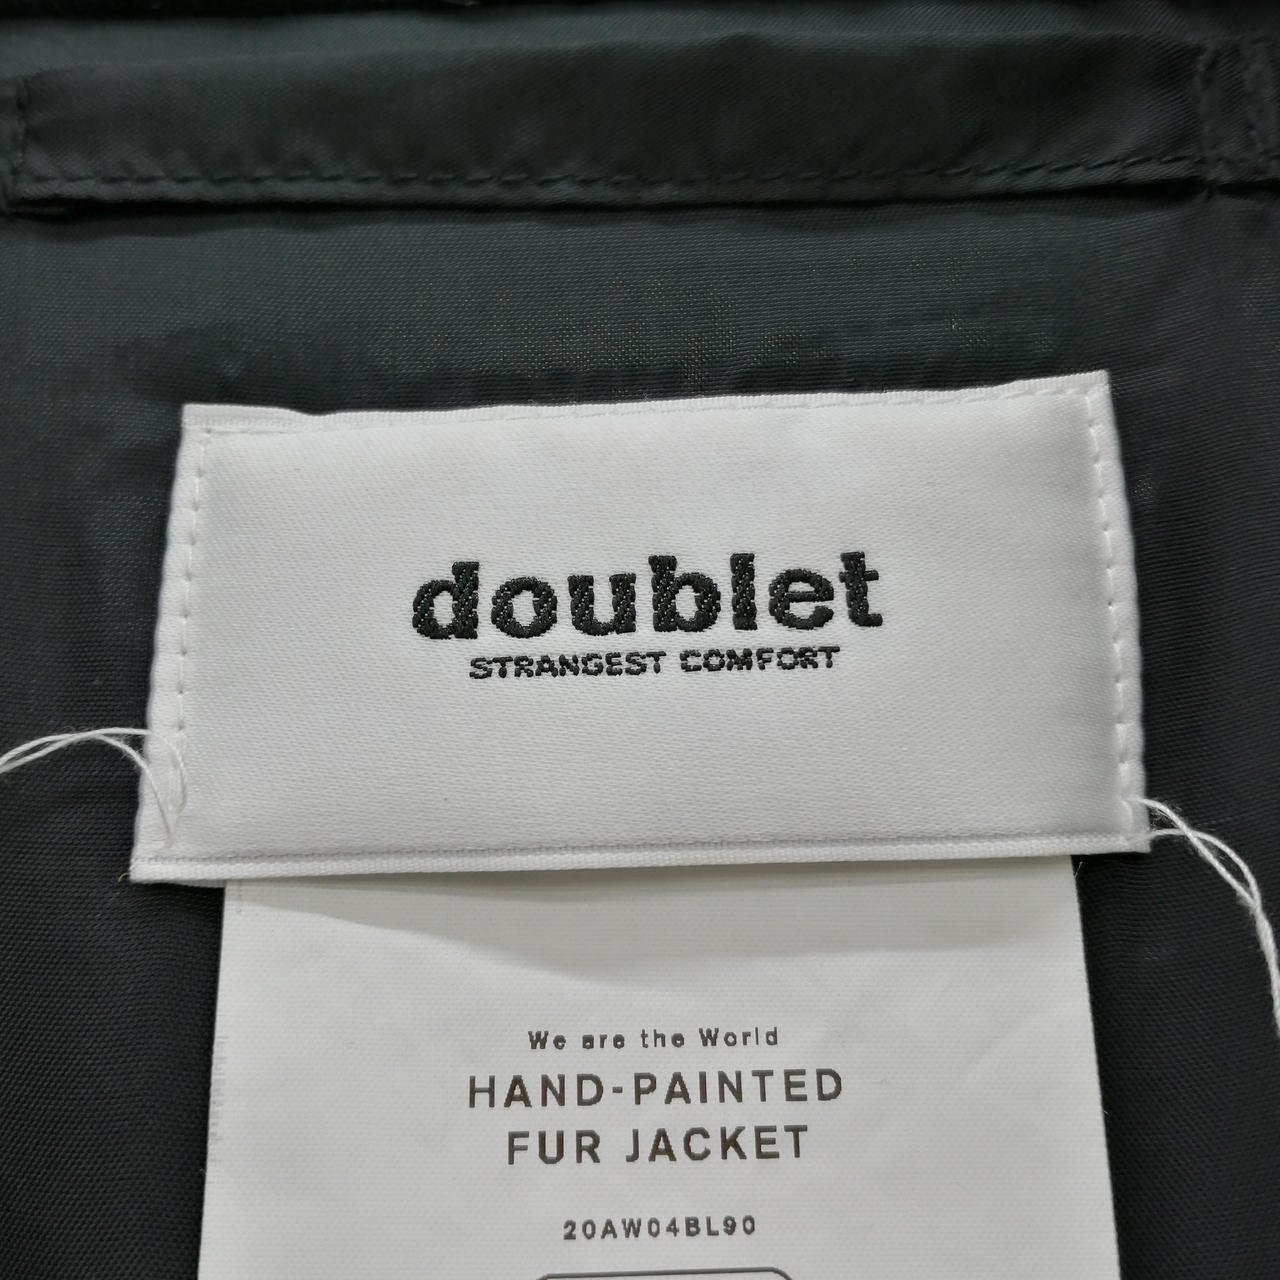 doublet
STRANGEST COMFORT
We are the World
HAND-PAINTED
FUR JACKET
20AW04BL90